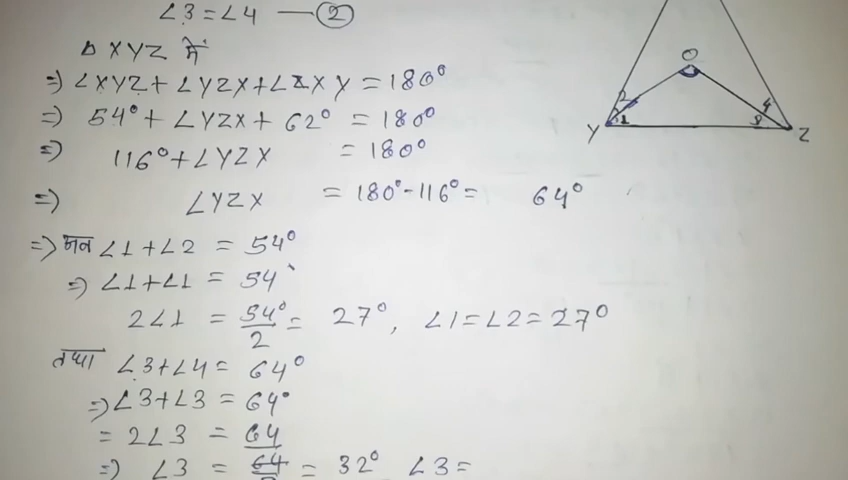 ∠3 = ∠4 — ②
Δ XYZ में
⇒ ∠XYZ + ∠YZX + ∠ZXY = 180°
⇒ 54° + ∠YZX + 62° = 180°
⇒ 116° + ∠YZX = 180°
⇒ ∠YZX = 180° - 116° = 64°
⇒ ∠1 + ∠2 = 54°
⇒ ∠1 + ∠1 = 54
2∠1 = 54°/2 = 27°, ∠1 = ∠2 = 27°
तथा ∠3 + ∠4 = 64°
⇒ ∠3 + ∠3 = 64°
= 2∠3 = 64
⇒ ∠3 = 64/2 = 32° ∠3 =
O
2
1
4
3
Y
Z